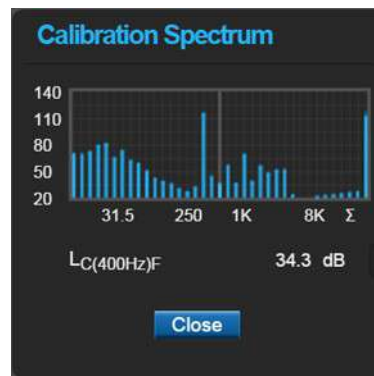 Calibration Spectrum
140
110
80
50
20
31.5 250 1K 8K Σ
LC(400Hz)F 34.3 dB
Close